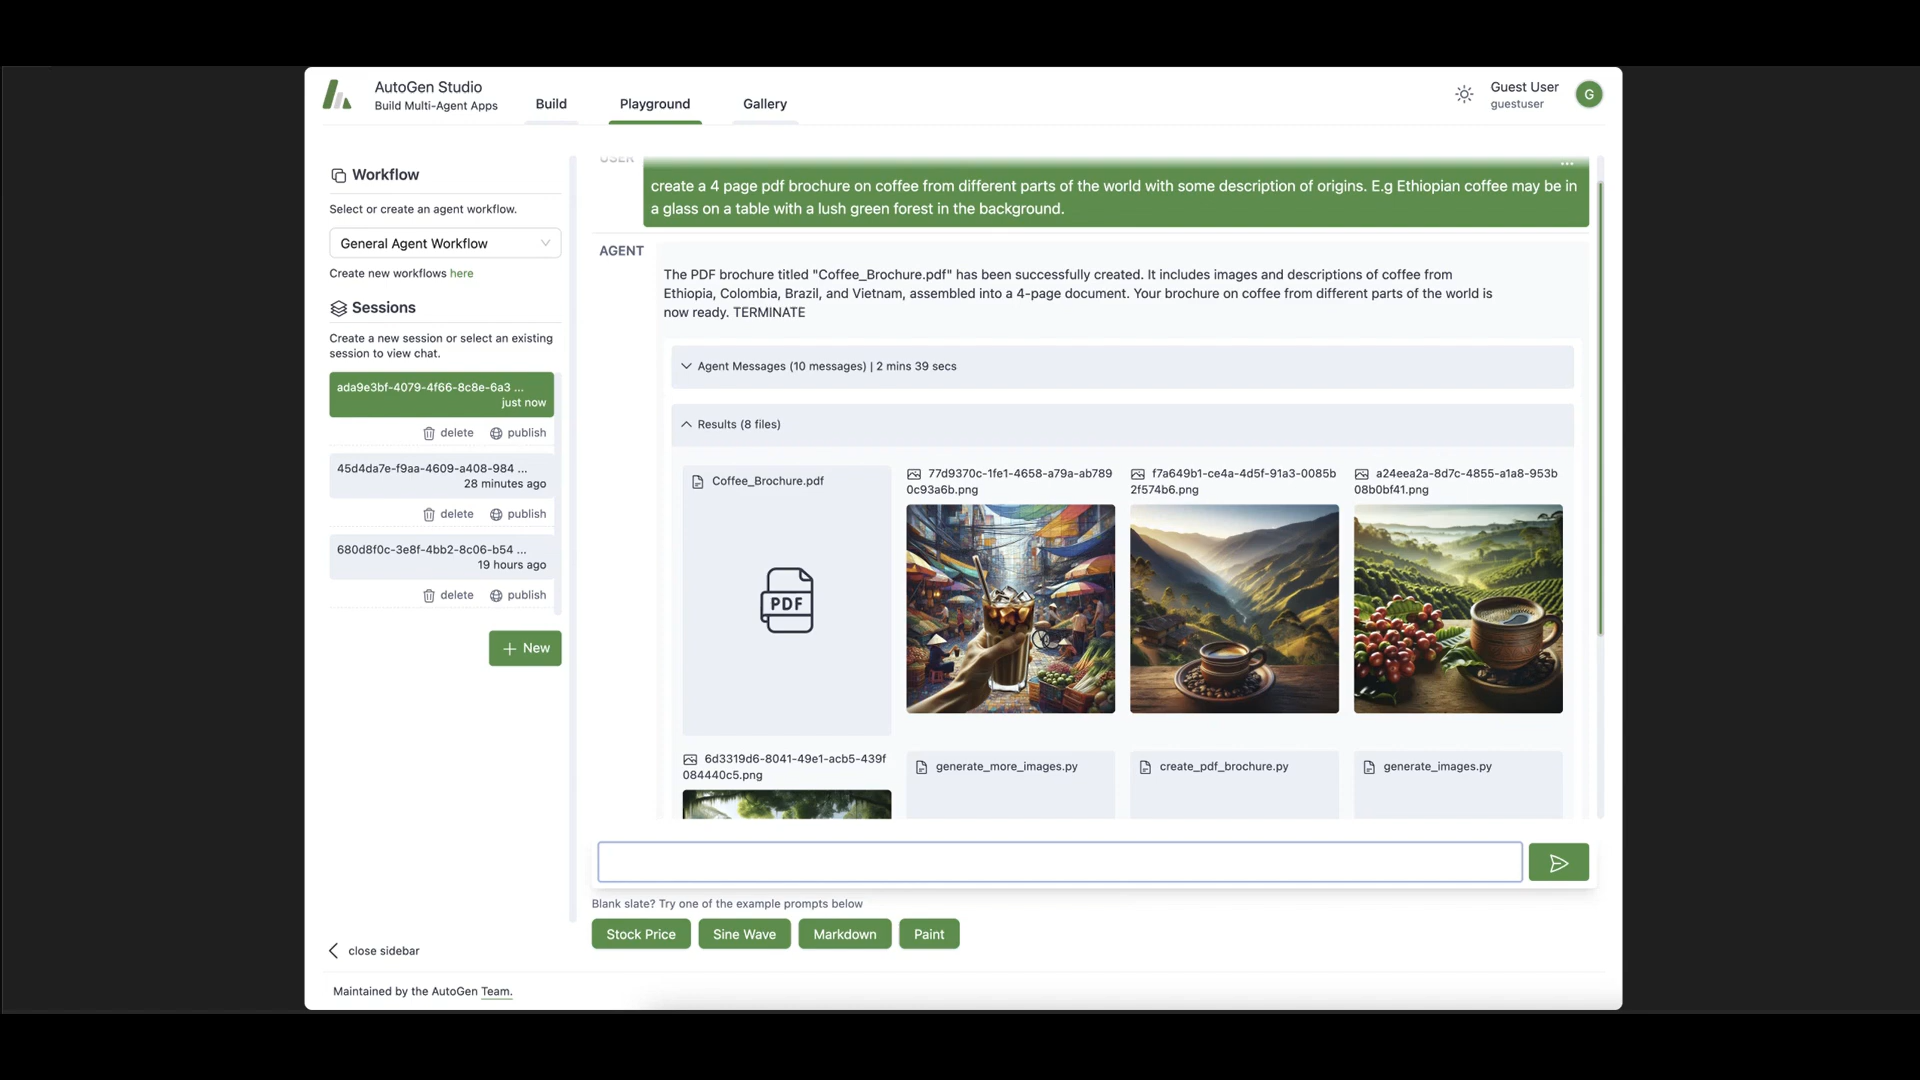 AutoGen Studio
Build Multi-Agent Apps
Build
Playground
Gallery
Guest User
guestuser
G
Workflow
Select or create an agent workflow.
General Agent Workflow
Create new workflows here
Sessions
Create a new session or select an existing
session to view chat.
ada9e3bf-4079-4f66-8c8e-6a3 ...
just now
delete
publish
45d4da7e-f9aa-4609-a408-984 ...
28 minutes ago
delete
publish
680d8f0c-3e8f-4bb2-8c06-b54 ...
19 hours ago
delete
publish
New
close sidebar
USER
...
create a 4 page pdf brochure on coffee from different parts of the world with some description of origins. E.g Ethiopian coffee may be in
a glass on a table with a lush green forest in the background.
AGENT
The PDF brochure titled "Coffee_Brochure.pdf" has been successfully created. It includes images and descriptions of coffee from
Ethiopia, Colombia, Brazil, and Vietnam, assembled into a 4-page document. Your brochure on coffee from different parts of the world is
now ready. TERMINATE
Agent Messages (10 messages) | 2 mins 39 secs
Results (8 files)
Coffee_Brochure.pdf
PDF
77d9370c-1fe1-4658-a79a-ab789
0c93a6b.png
f7a649b1-ce4a-4d5f-91a3-0085b
2f574b6.png
a24eea2a-8d7c-4855-a1a8-953b
08b0bf41.png
6d3319d6-8041-49e1-acb5-439f
084440c5.png
generate_more_images.py
create_pdf_brochure.py
generate_images.py
Blank slate? Try one of the example prompts below
Stock Price
Sine Wave
Markdown
Paint
Maintained by the AutoGen Team.